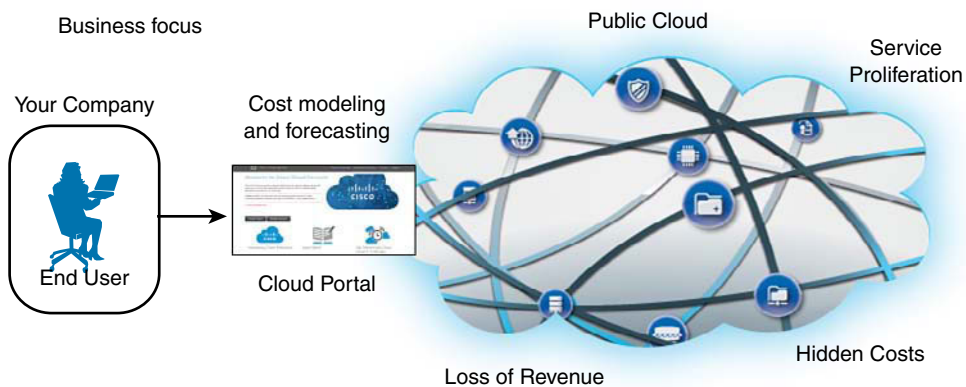 Business focus
Public Cloud
Service
Proliferation
Your Company
Cost modeling
and forecasting
CISCO
End User
Cloud Portal
Hidden Costs
Loss of Revenue